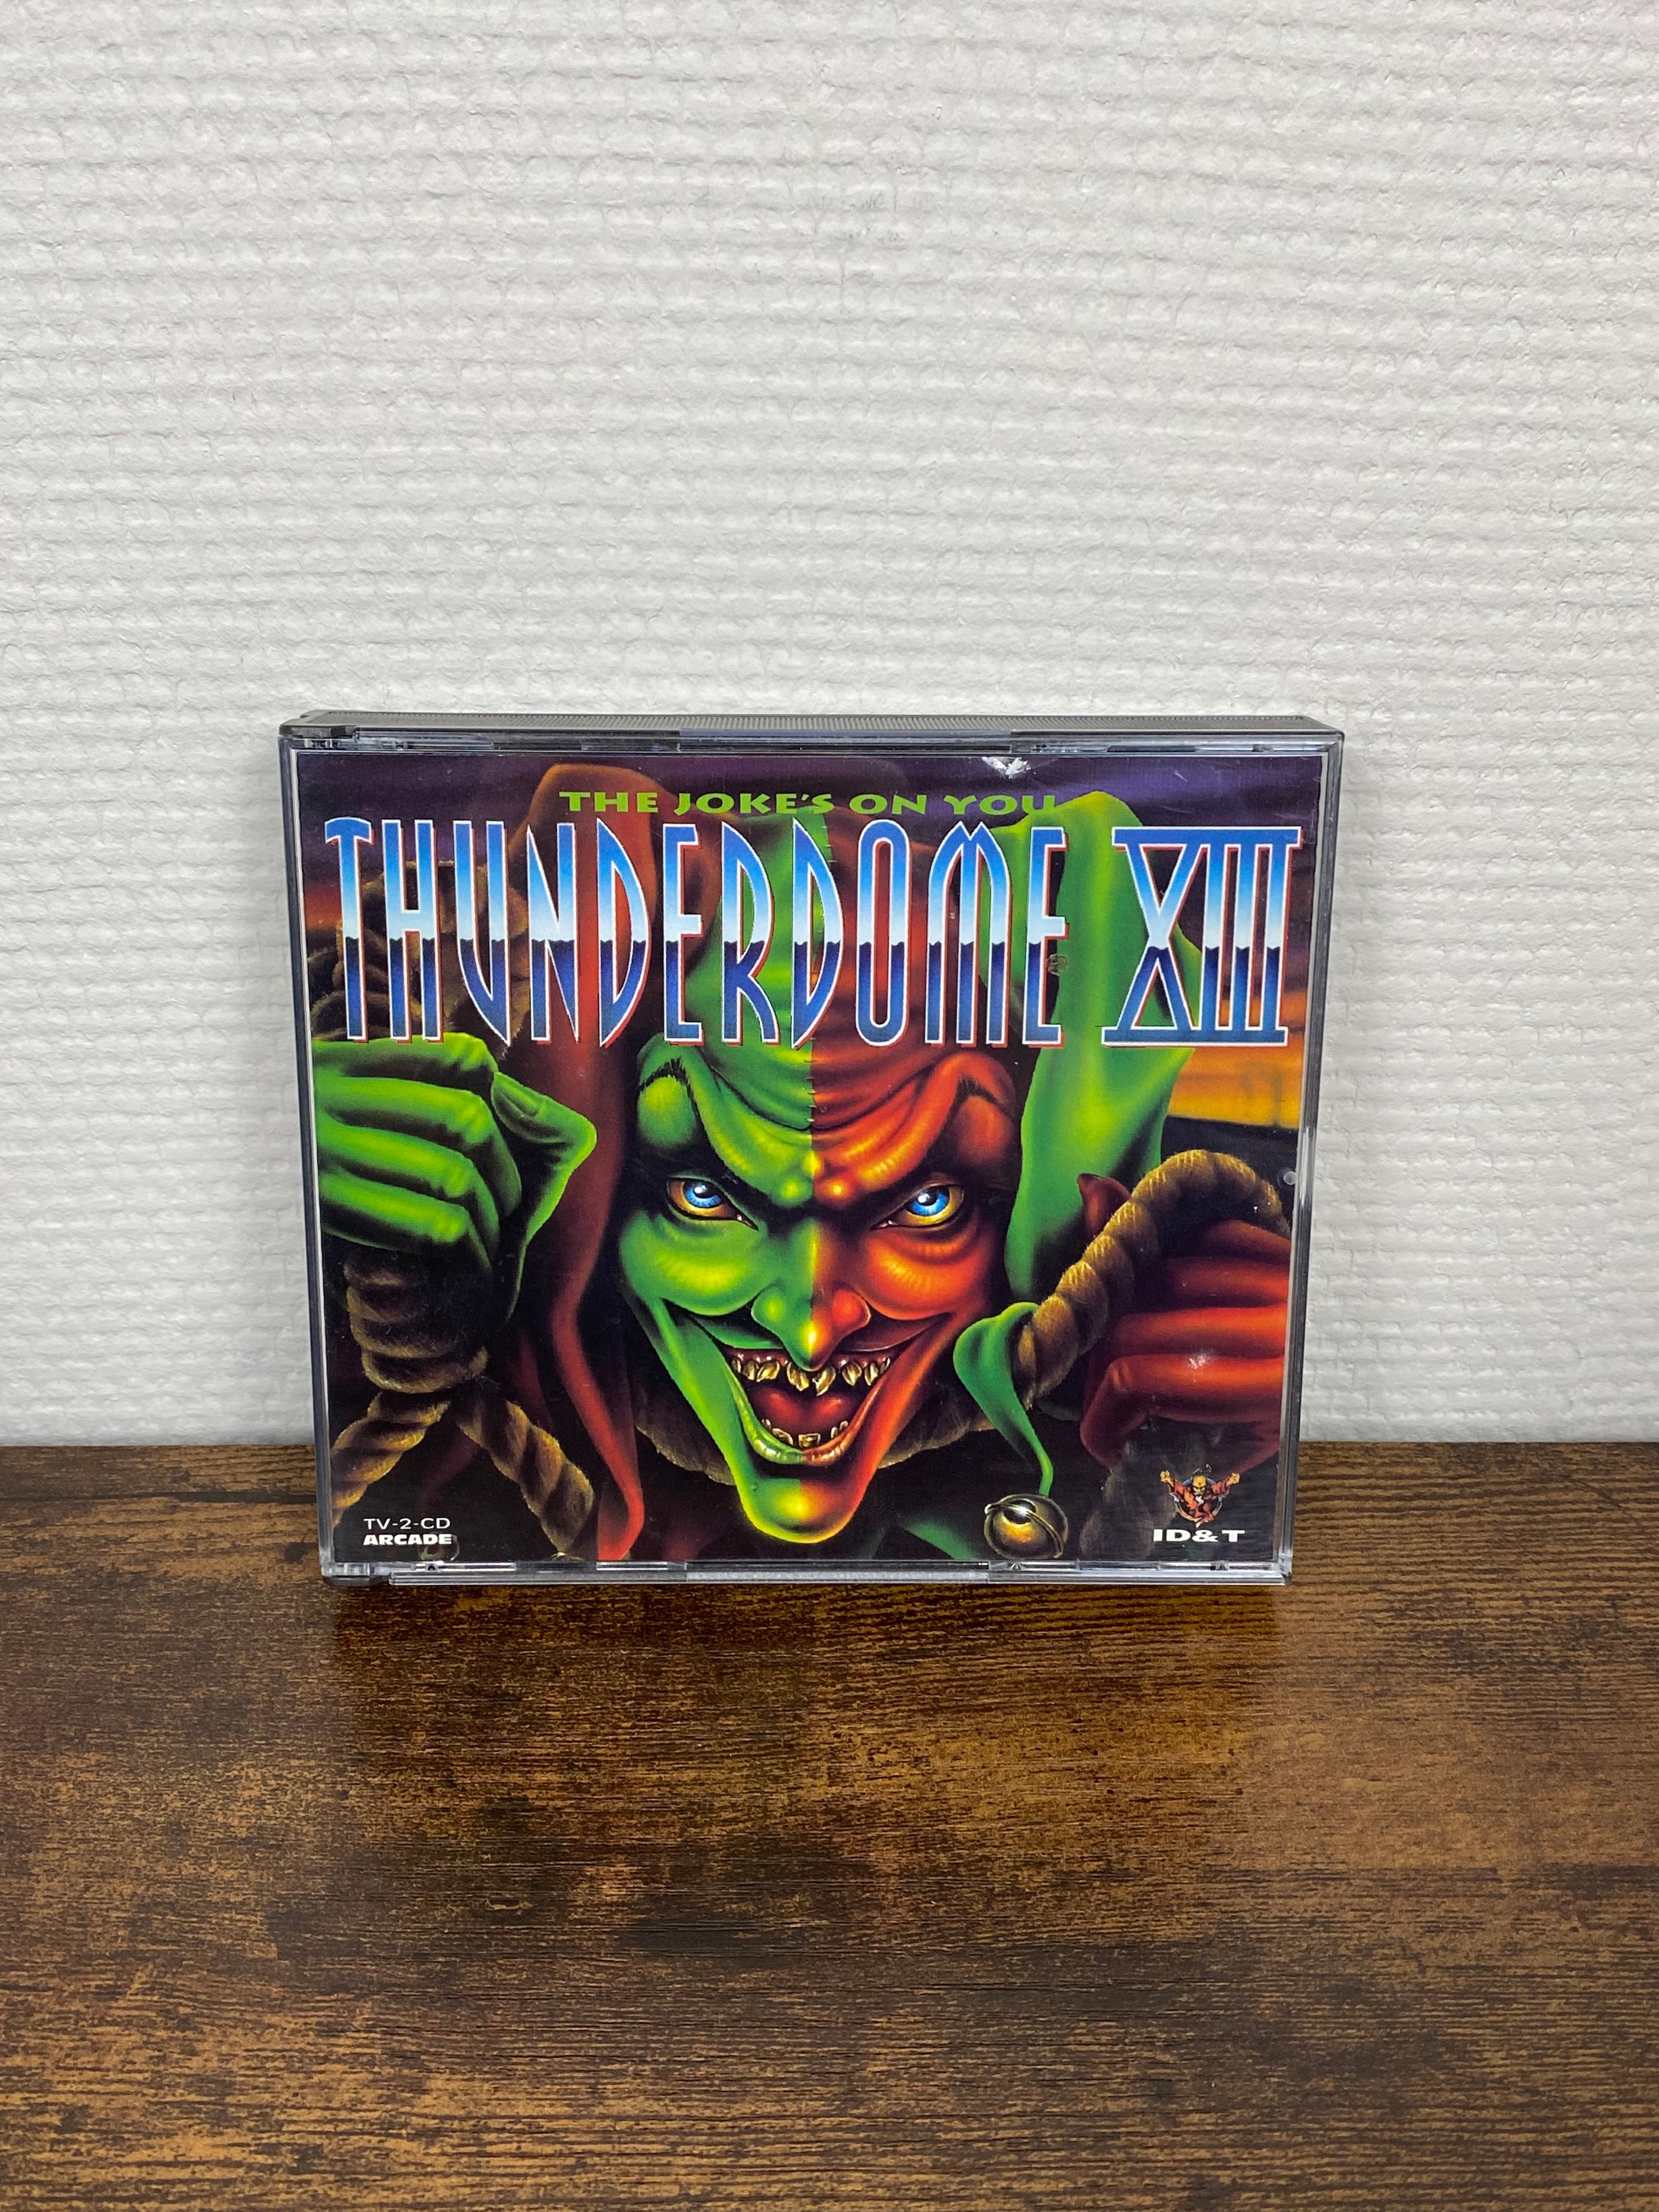 THE JOKE'S ON YOU
THUNDERDOME XIII
TV-2-CD
ARCADE
ID&T